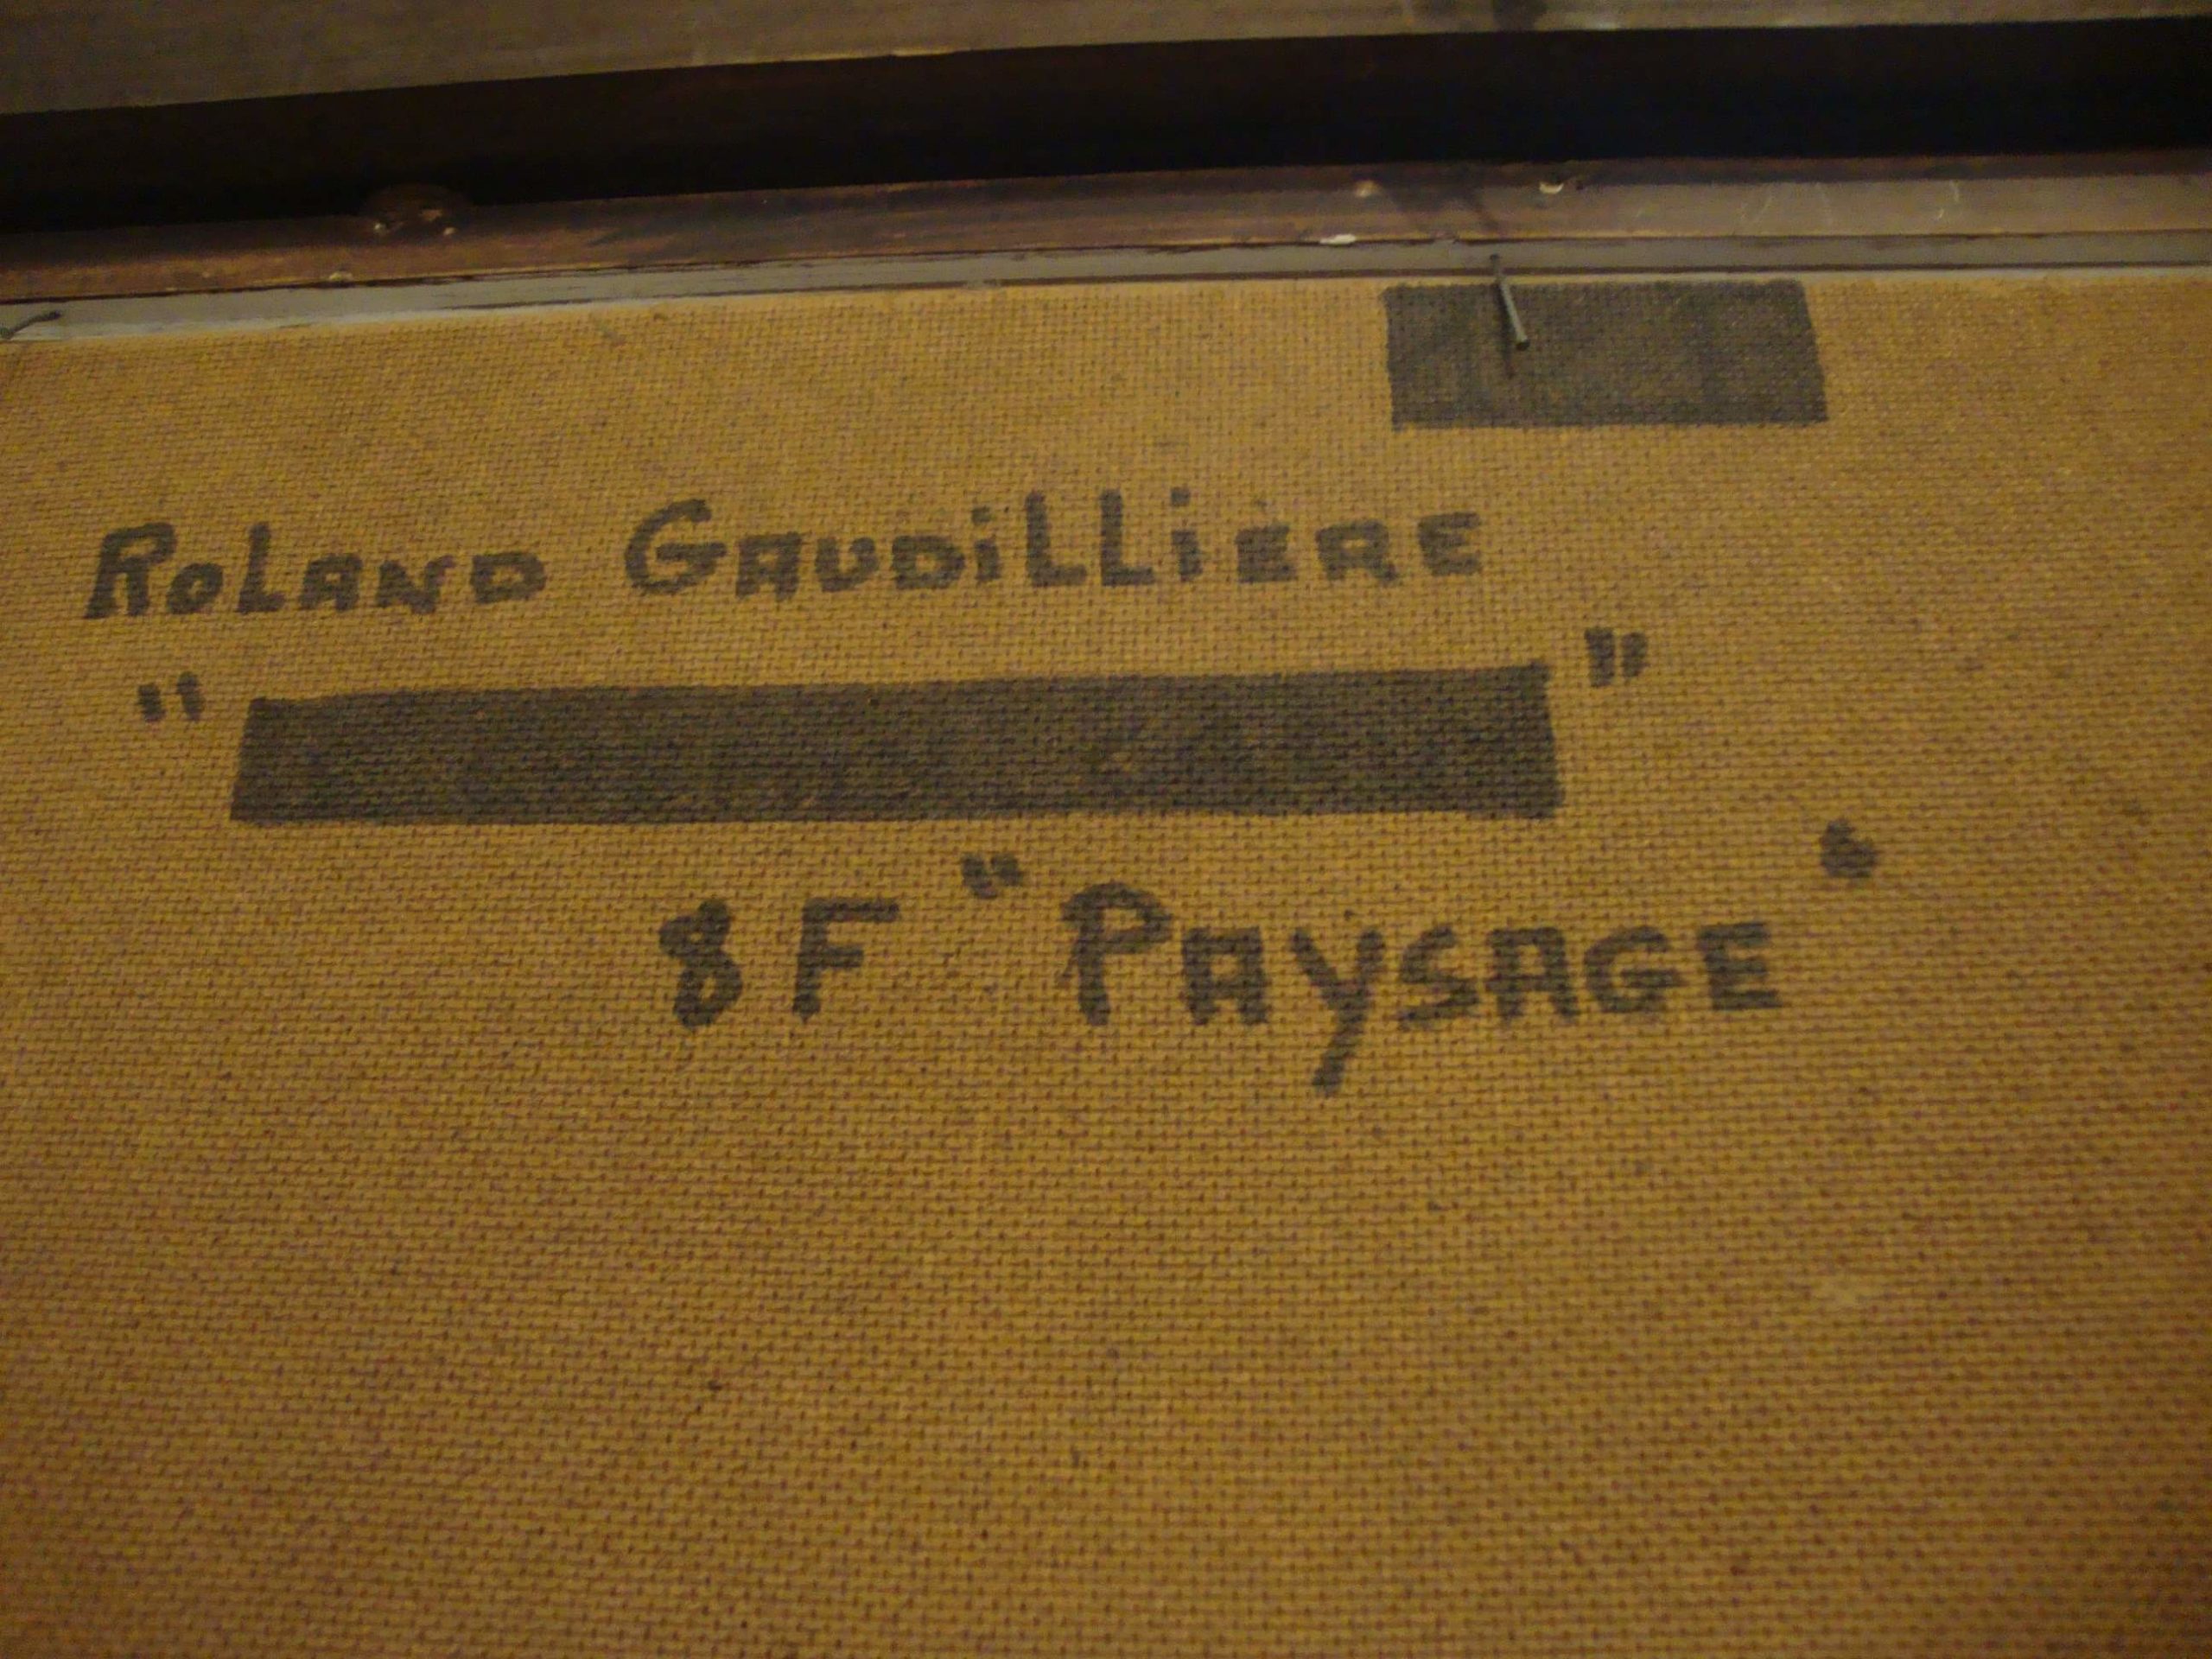 Roland Gaudillière
" "
8F "Paysage"